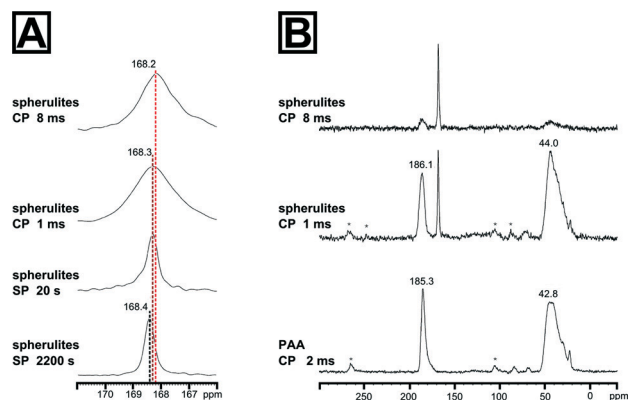 A
B
168.2
spherulites
CP 8 ms
spherulites
CP 8 ms
168.3
44.0
spherulites
CP 1 ms
186.1
spherulites
CP 1 ms
* * * *
spherulites
SP 20 s
185.3
42.8
168.4
spherulites
SP 2200 s
PAA
CP 2 ms
* *
170 169 168 167 ppm
250 200 150 100 50 0 ppm